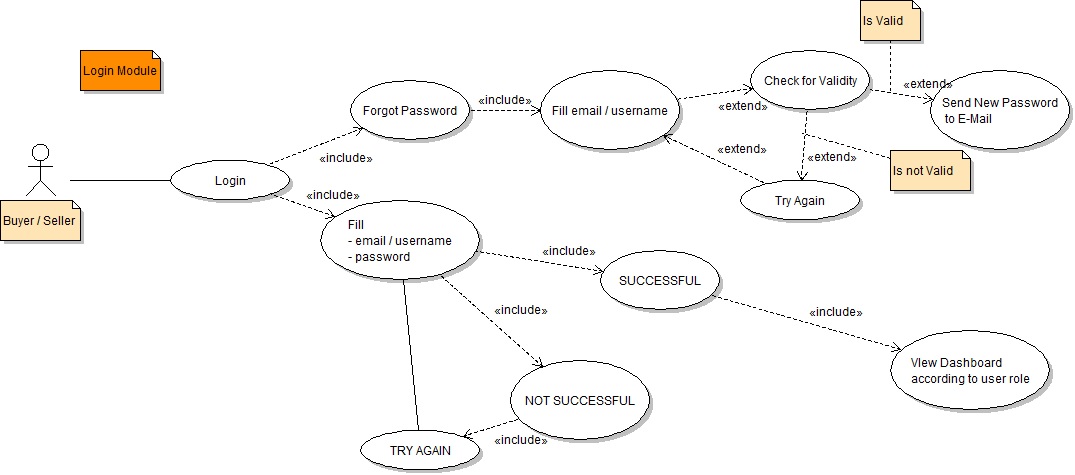 Is Valid
Login Module
Check for Validity
«extend»
«include»
«extend»
Forgot Password
Fill email / username
Send New Password
to E-Mail
«include»
«extend»
«extend»
Is not Valid
Login
«include»
Try Again
Buyer / Seller
Fill
- email / username
- password
«include»
SUCCESSFUL
«include»
«include»
VIew Dashboard
according to user role
NOT SUCCESSFUL
«include»
TRY AGAIN